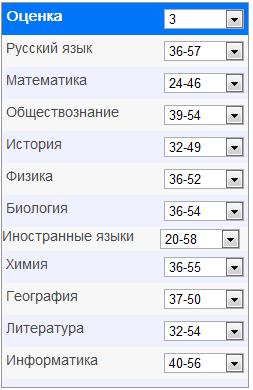 Оценка 3
Русский язык 36-57
Математика 24-46
Обществознание 39-54
История 32-49
Физика 36-52
Биология 36-54
Иностранные языки 20-58
Химия 36-55
География 37-50
Литература 32-54
Информатика 40-56